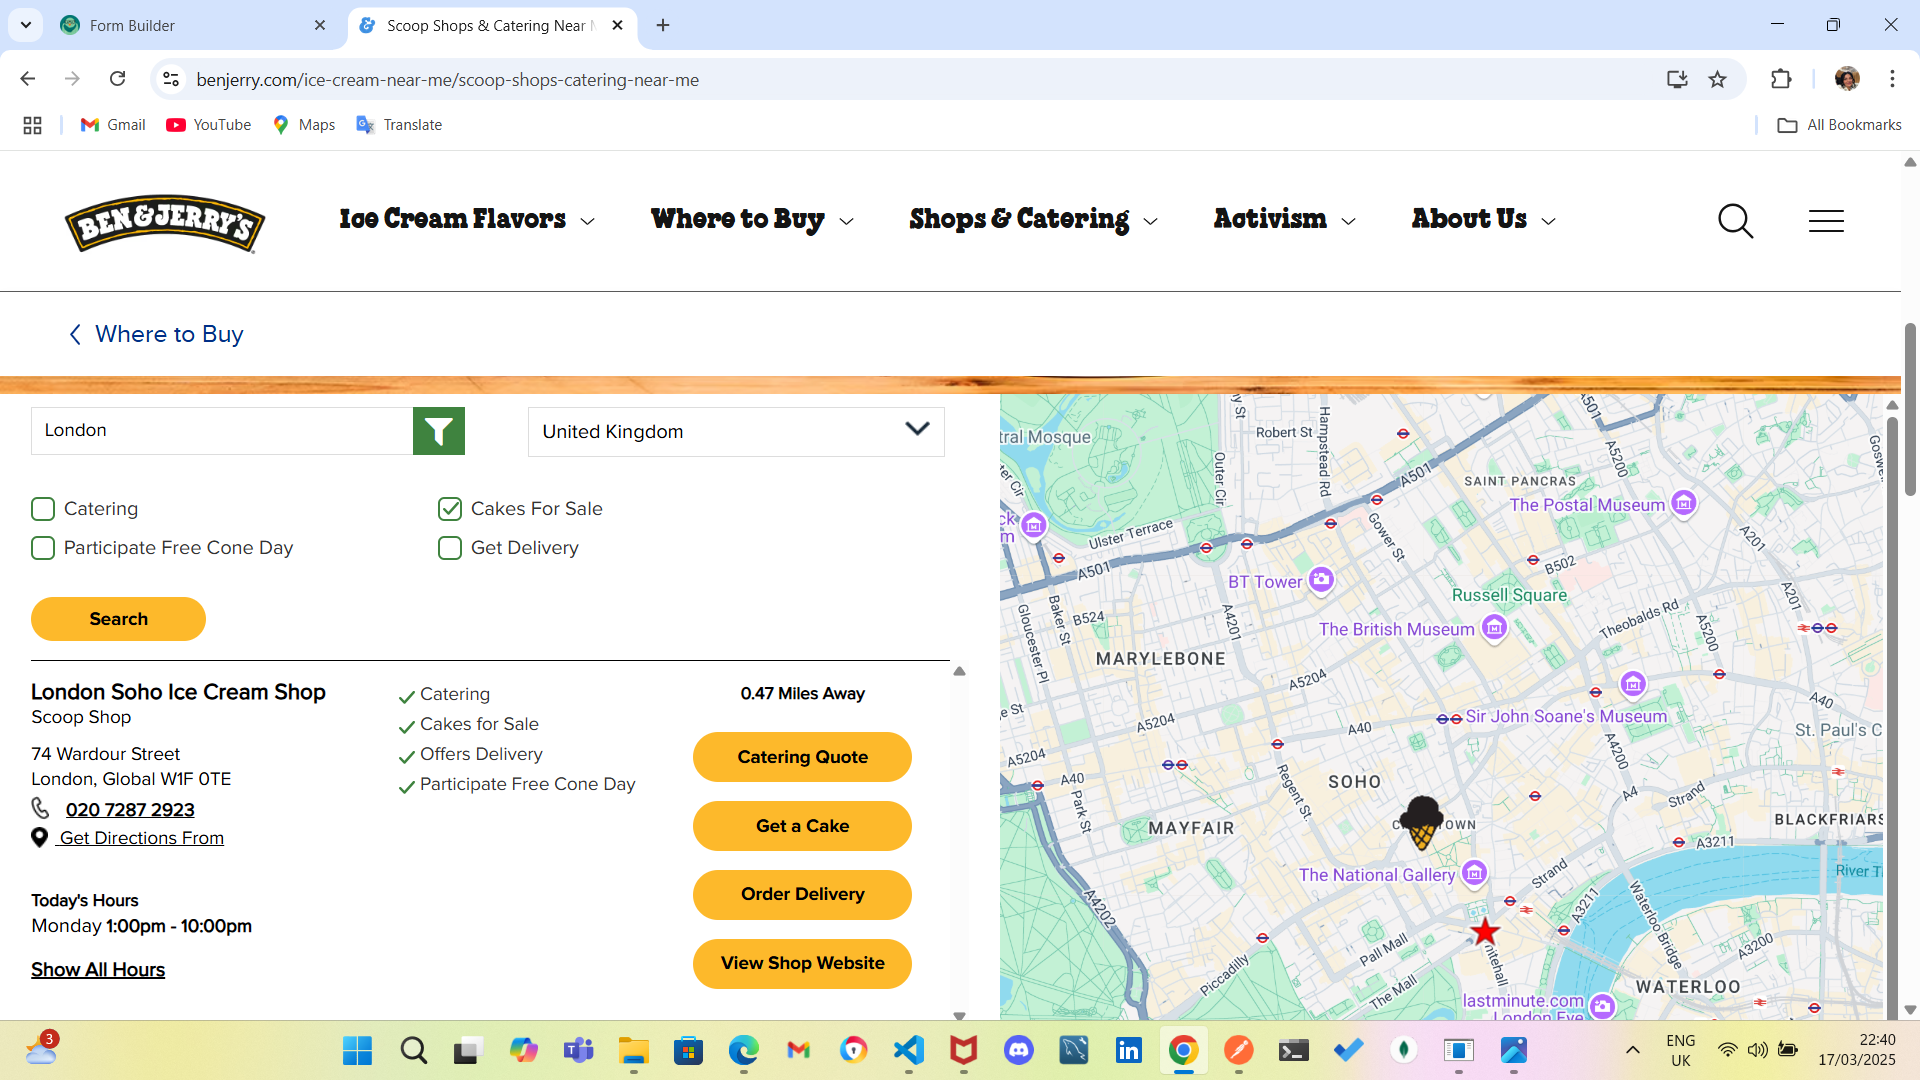 Form Builder
Scoop Shops & Catering Near
benjerry.com/ice-cream-near-me/scoop-shops-catering-near-me
Gmail
YouTube
Maps
Translate
All Bookmarks
BEN & JERRY'S
Ice Cream Flavors
Where to Buy
Shops & Catering
Activism
About Us
Where to Buy
London
United Kingdom
Catering
Cakes For Sale
Participate Free Cone Day
Get Delivery
Search
London Soho Ice Cream Shop
Scoop Shop
74 Wardour Street
London, Global W1F 0TE
020 7287 2923
Get Directions From
Today's Hours
Monday 1:00pm - 10:00pm
Show All Hours
Catering
Cakes for Sale
Offers Delivery
Participate Free Cone Day
0.47 Miles Away
Catering Quote
Get a Cake
Order Delivery
View Shop Website
tral Mosque
Robert St
Hampstead Rd
Outer Cir
A501
A5200
SAINT PANCRAS
The Postal Museum
Ulster Terrace
A501
A501
Gower St
B502
A201
BT Tower
Russell Square
Baker St
B524
A4201
Gloucester Pl
Theobalds Rd
A5200
A201
The British Museum
MARYLEBONE
A5204
A5204
A40
Sir John Soane's Museum
A40
St. Paul's C
A5204
A40
Park St
Regent St.
SOHO
A4200
A4
Strand
MAYFAIR
BLACKFRIARS
A3211
The National Gallery
Strand
River T
A4202
A3211
Waterloo Bridge
Pall Mall
A3200
Piccadilly
The Mall
Whitehall
WATERLOO
lastminute.com
London Eye
3
ENG
UK
22:40
17/03/2025